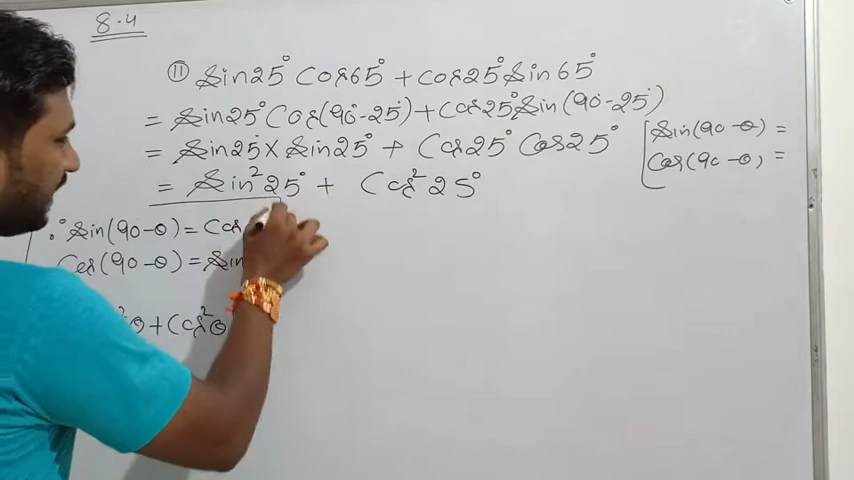 8.4
(11) Sin25° Cos65° + Cos25° Sin65°
= Sin25° Cos(90°-25°) + Cos25° Sin(90°-25°)
= Sin25° × Sin25° + Cos25° Cos25°
= Sin²25° + Cos²25°
[Sin(90-θ) =
Cos(90-θ) =
Sin(90-θ) = Cos
Cos(90-θ) = Sin
²θ + Cos²θ